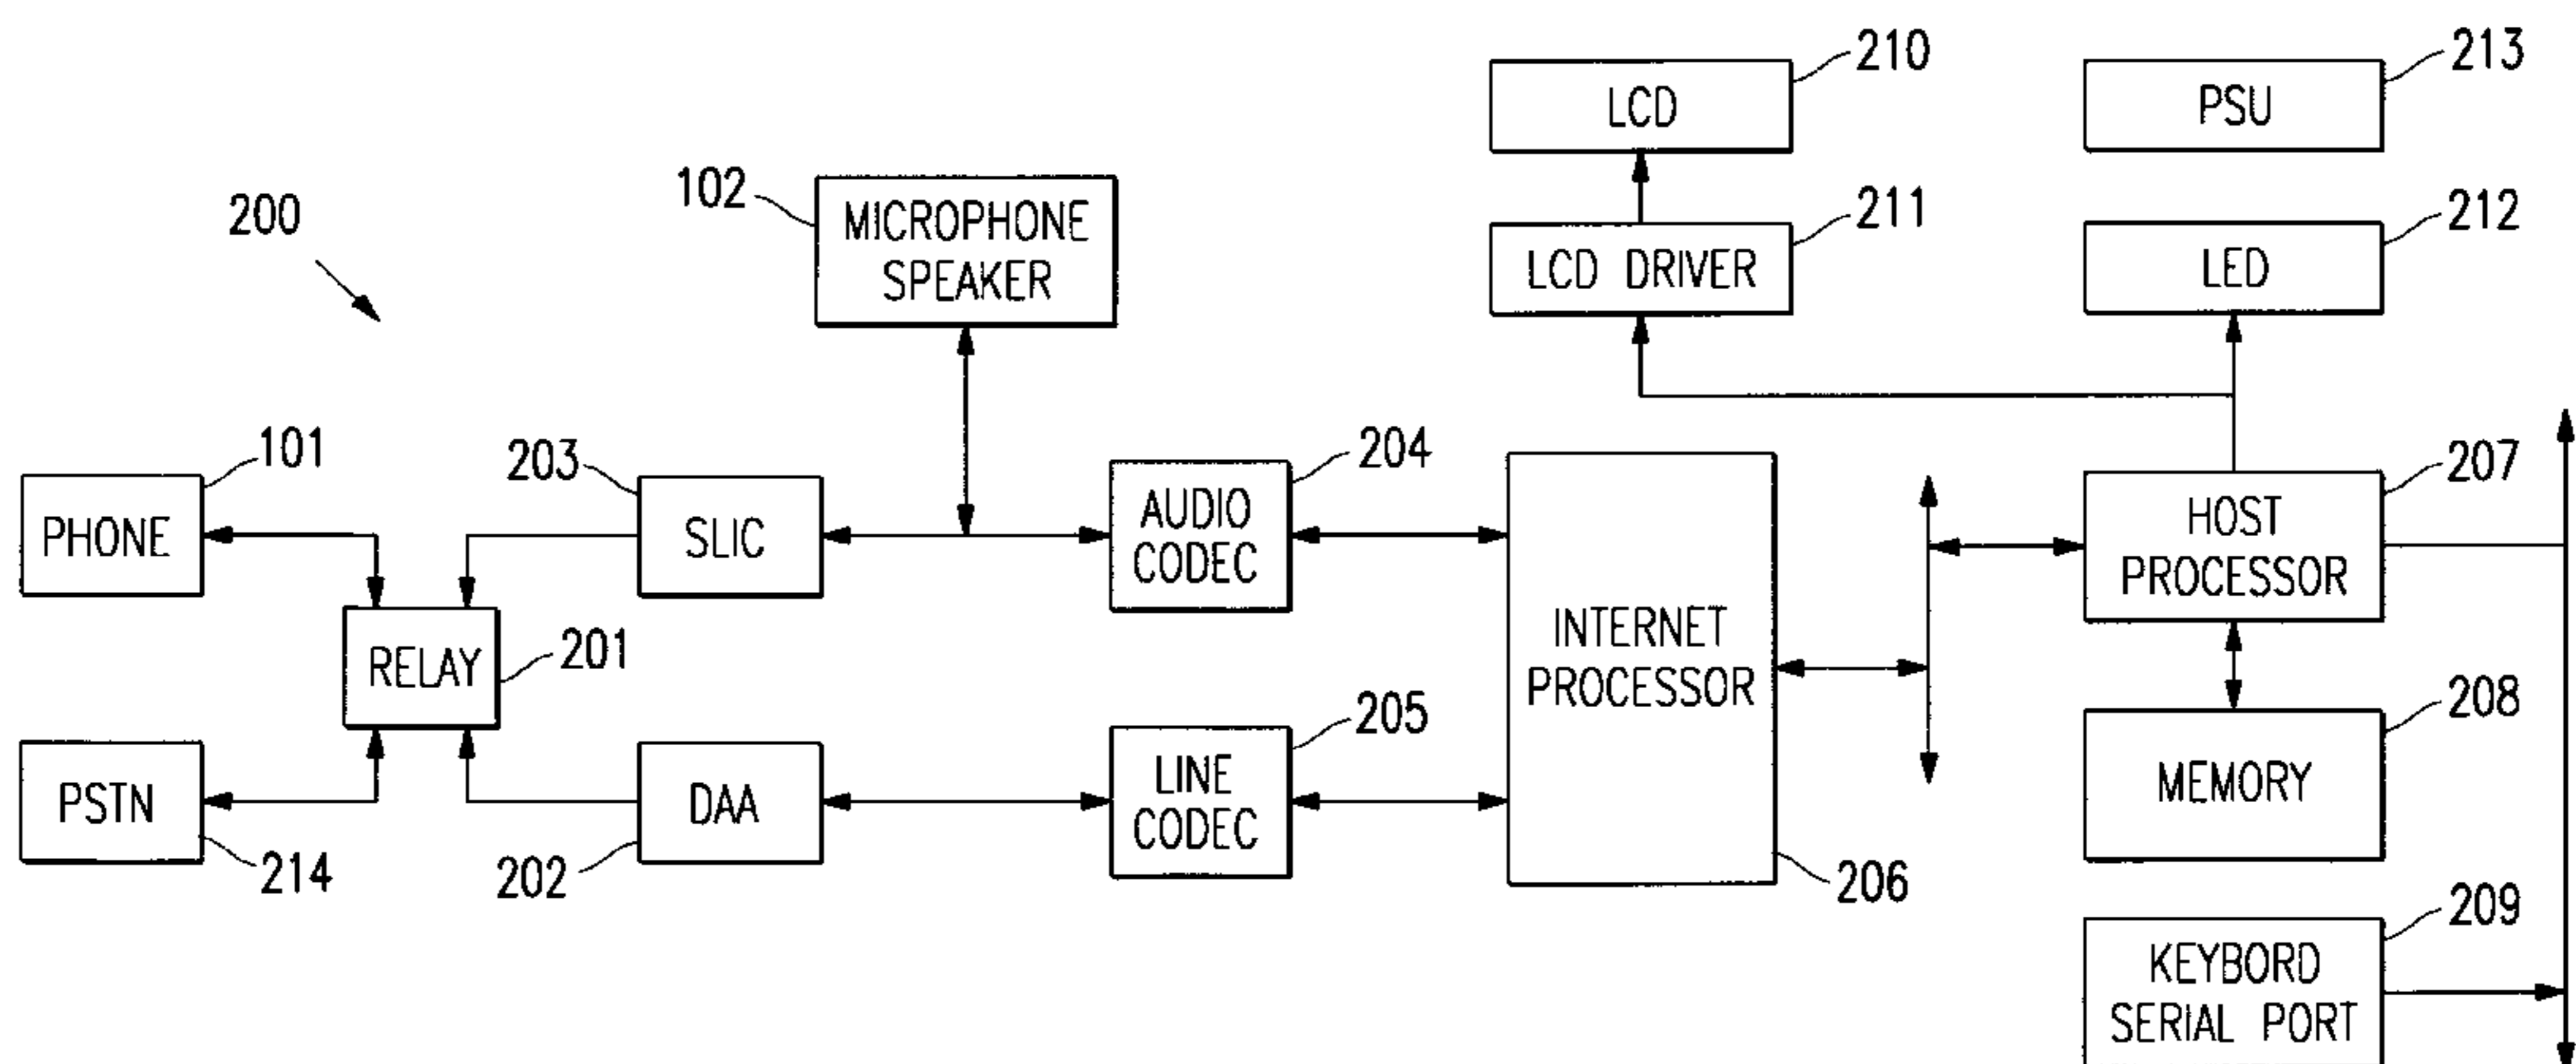 210
LCD
213
PSU
102
MICROPHONE
SPEAKER
200
211
LCD DRIVER
212
LED
101
PHONE
203
SLIC
204
AUDIO
CODEC
207
HOST
PROCESSOR
RELAY
201
INTERNET
PROCESSOR
PSTN
214
DAA
202
205
LINE
CODEC
206
208
MEMORY
209
KEYBORD
SERIAL PORT